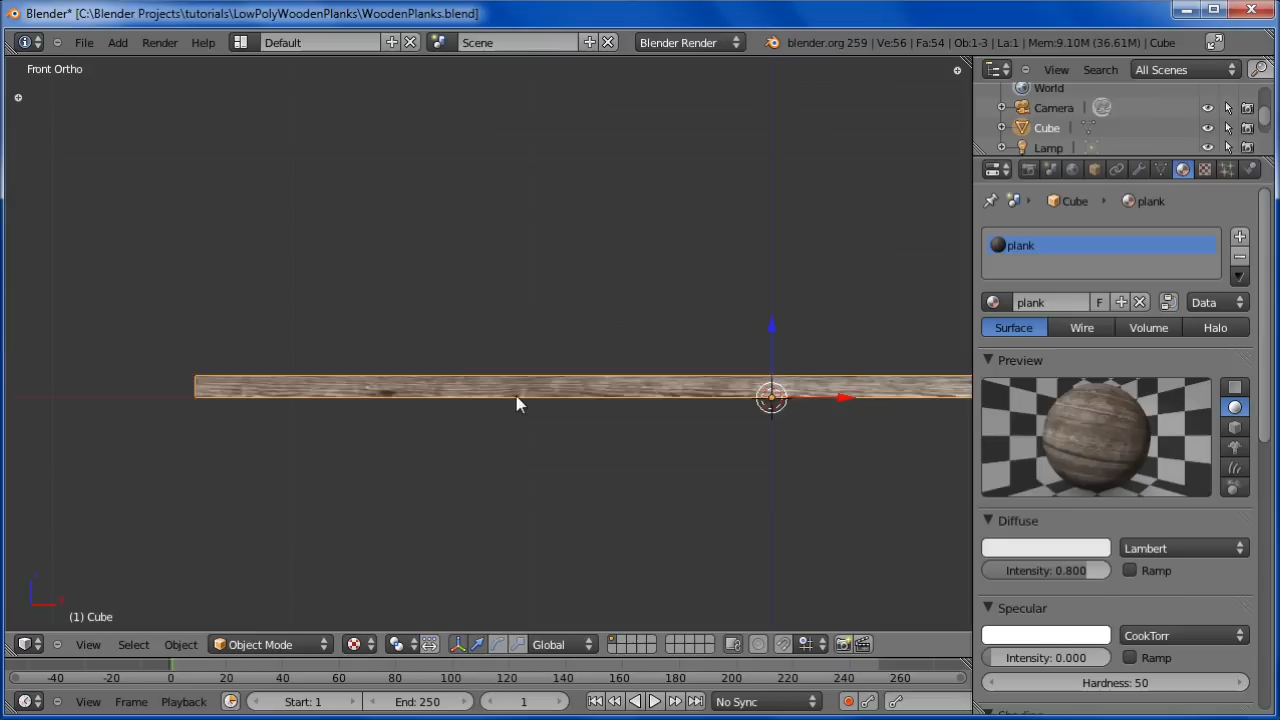 Blender* [C:\Blender Projects\tutorials\LowPolyWoodenPlanks\WoodenPlanks.blend]
File Add Render Help Default Scene Blender Render blender.org 259 | Ve:56 | Fa:54 | Ob:1-3 | La:1 | Mem:9.10M (36.61M) | Cube
Front Ortho
View Search All Scenes
World
Camera
Cube
Lamp
Cube plank
plank
plank F Data
Surface Wire Volume Halo
Preview
Diffuse
Lambert
Intensity: 0.800 Ramp
Specular
CookTorr
Intensity: 0.000 Ramp
Hardness: 50
(1) Cube
View Select Object Object Mode Global
-40 -20 0 20 40 60 80 100 120 140 160 180 200 220 240 260
View Frame Playback Start: 1 End: 250 1 No Sync